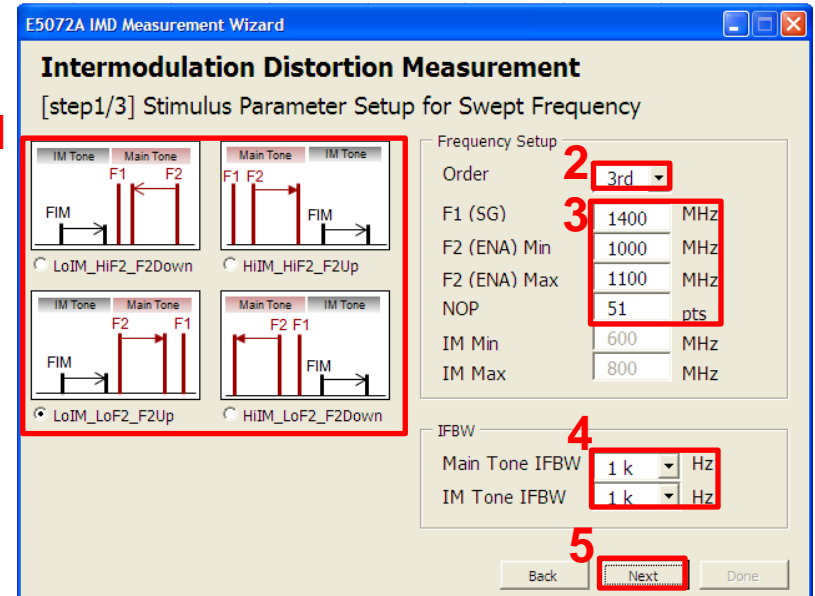 E5072A IMD Measurement Wizard
Intermodulation Distortion Measurement
[step1/3] Stimulus Parameter Setup for Swept Frequency
IM Tone Main Tone
F1 F2
FIM
LoIM_HiF2_F2Down
Main Tone IM Tone
F1 F2
FIM
HiIM_HiF2_F2Up
IM Tone Main Tone
F2 F1
FIM
LoIM_LoF2_F2Up
Main Tone IM Tone
F2 F1
FIM
HiIM_LoF2_F2Down
Frequency Setup
2
Order 3rd
3
F1 (SG) 1400 MHz
F2 (ENA) Min 1000 MHz
F2 (ENA) Max 1100 MHz
NOP 51 pts
IM Min 600 MHz
IM Max 800 MHz
IFBW
4
Main Tone IFBW 1 k Hz
IM Tone IFBW 1 k Hz
5
Back Next Done